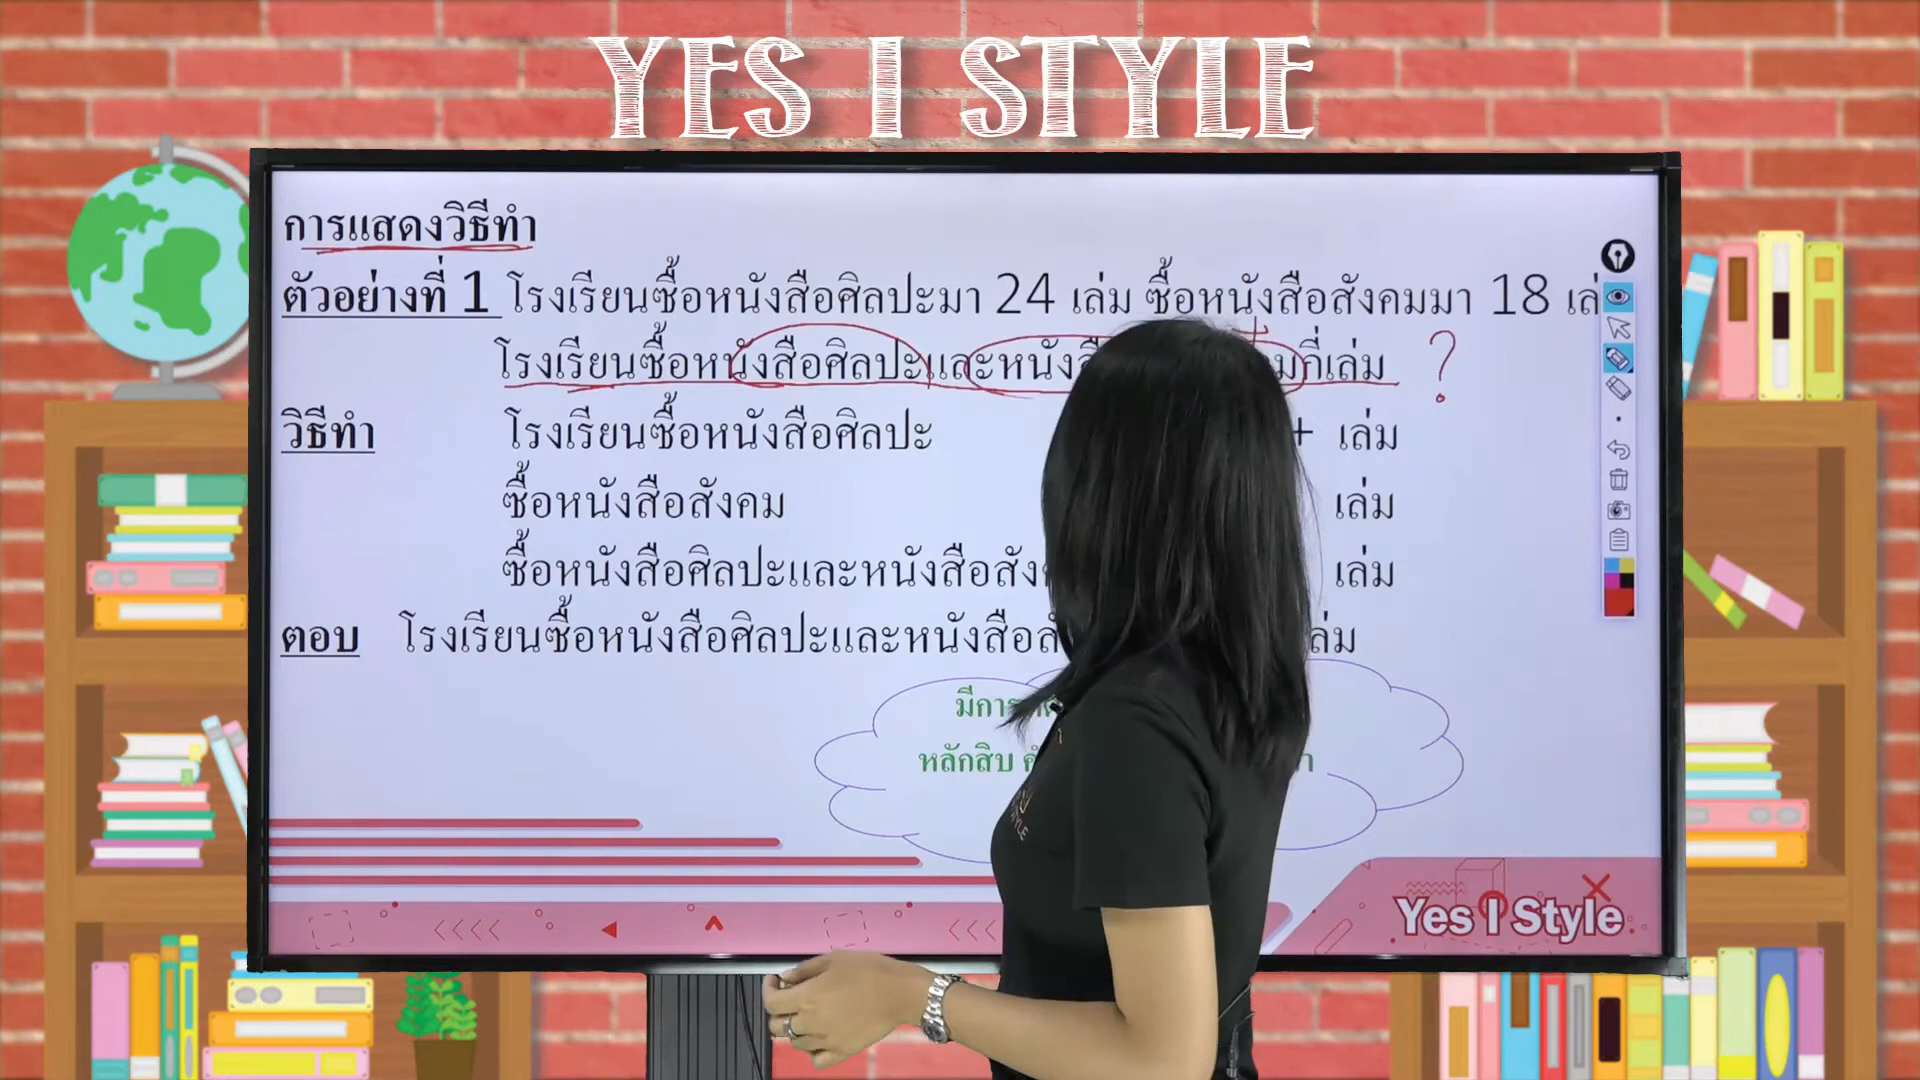 YES I STYLE
การแสดงวิธีทำ
ตัวอย่างที่ 1 โรงเรียนซื้อหนังสือศิลปะมา 24 เล่ม ซื้อหนังสือสังคมมา 18 เล่
โรงเรียนซื้อหนังสือศิลปะและหนังสื มกี่เล่ม ?
วิธีทำ โรงเรียนซื้อหนังสือศิลปะ + เล่ม
ซื้อหนังสือสังคม เล่ม
ซื้อหนังสือศิลปะและหนังสือสัง เล่ม
ตอบ โรงเรียนซื้อหนังสือศิลปะและหนังสือสั ล่ม
มีการ
หลักสิบ
Yes I Style